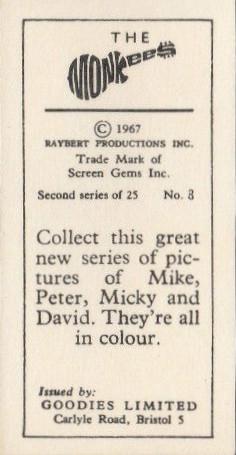 THE
MONKEES
© 1967
RAYBERT PRODUCTIONS INC.
Trade Mark of
Screen Gems Inc.
Second series of 25 No. 8
Collect this great
new series of pic-
tures of Mike,
Peter, Micky and
David. They're all
in colour.
Issued by:
GOODIES LIMITED
Carlyle Road, Bristol 5